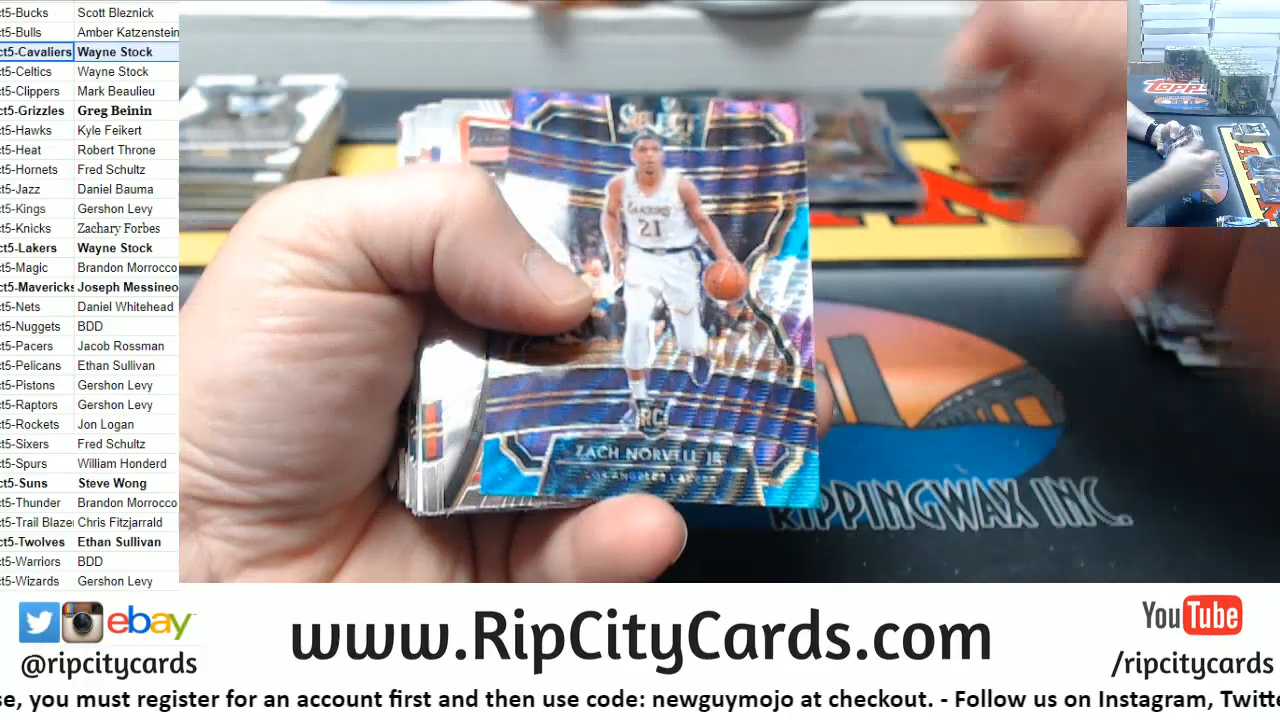 ct5-Bucks Scott Bleznick
ct5-Bulls Amber Katzenstein
ct5-Cavaliers Wayne Stock
ct5-Celtics Wayne Stock
ct5-Clippers Mark Beaulieu
ct5-Grizzles Greg Beinin
ct5-Hawks Kyle Feikert
ct5-Heat Robert Throne
ct5-Hornets Fred Schultz
ct5-Jazz Daniel Bauma
ct5-Kings Gershon Levy
ct5-Knicks Zachary Forbes
ct5-Lakers Wayne Stock
ct5-Magic Brandon Morrocco
ct5-Mavericks Joseph Messineo
ct5-Nets Daniel Whitehead
ct5-Nuggets BDD
ct5-Pacers Jacob Rossman
ct5-Pelicans Ethan Sullivan
ct5-Pistons Gershon Levy
ct5-Raptors Gershon Levy
ct5-Rockets Jon Logan
ct5-Sixers Fred Schultz
ct5-Spurs William Honderd
ct5-Suns Steve Wong
ct5-Thunder Brandon Morrocco
ct5-Trail Blaze Chris Fitzjarrald
ct5-Twolves Ethan Sullivan
ct5-Warriors BDD
ct5-Wizards Gershon Levy
SELECT
LAKERS
21
RC
ZACH NORVELL JR.
LOS ANGELES LAKERS
RIPPINGWAX INC.
TOPPS
ebay
@ripcitycards
www.RipCityCards.com
YouTube
/ripcitycards
se, you must register for an account first and then use code: newguymojo at checkout. - Follow us on Instagram, Twitte